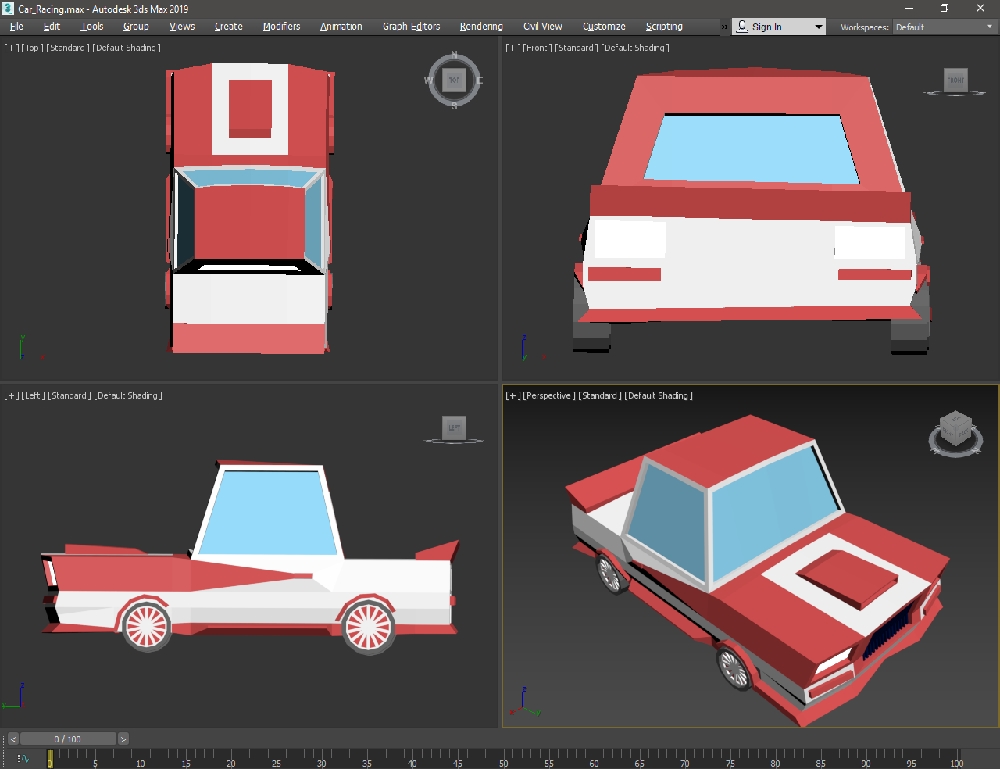 Car_Racing.max - Autodesk 3ds Max 2019
File Edit Tools Group Views Create Modifiers Animation Graph Editors Rendering Civil View Customize Scripting » Sign In Workspaces: Default
[+] [Top] [Standard] [Default Shading]
N
W TOP E
S
[+] [Front] [Standard] [Default Shading]
FRONT
[+] [Left] [Standard] [Default Shading]
LEFT
[+] [Perspective] [Standard] [Default Shading]
< 0 / 100 >
0 5 10 15 20 25 30 35 40 45 50 55 60 65 70 75 80 85 90 95 100